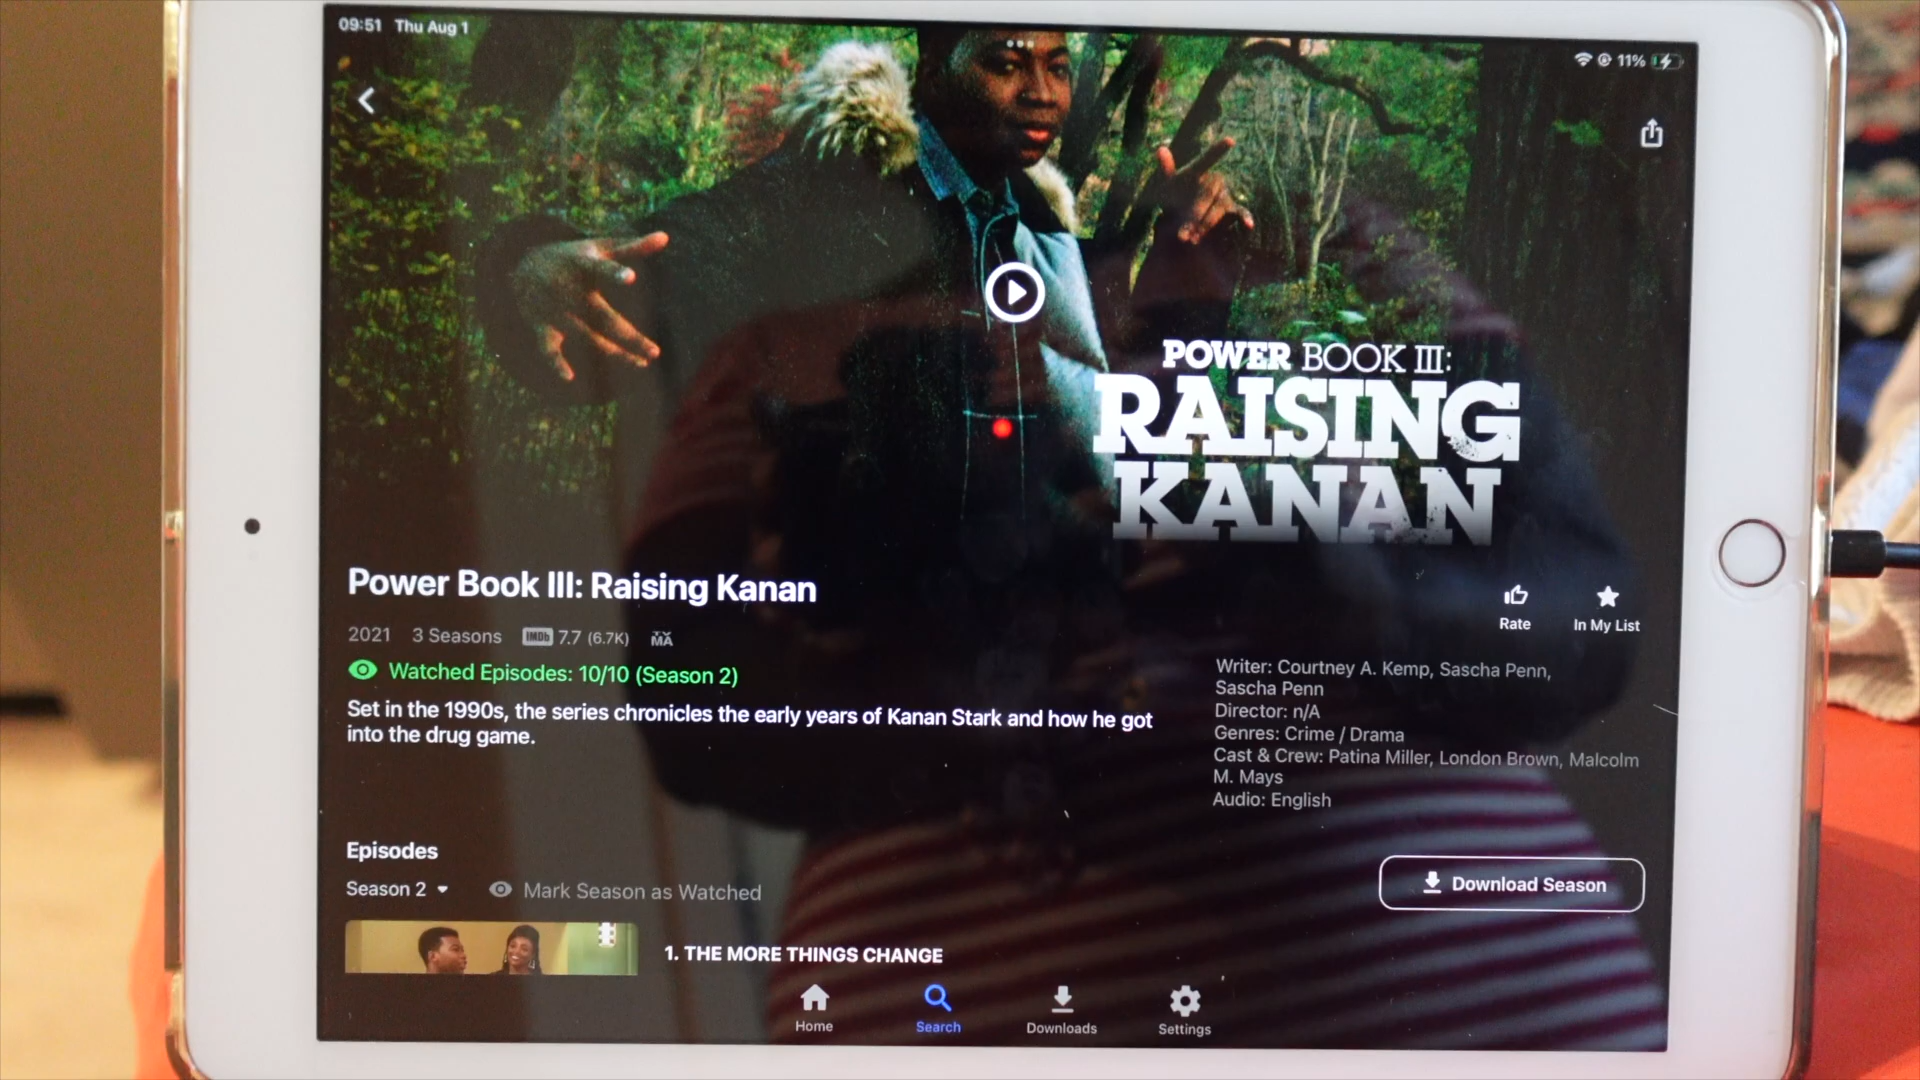 09:51 Thu Aug 1
11%
POWER BOOK III:
RAISING
KANAN
Power Book III: Raising Kanan
Rate
In My List
2021 3 Seasons IMDb 7.7 (6.7K) TV MA
Watched Episodes: 10/10 (Season 2)
Set in the 1990s, the series chronicles the early years of Kanan Stark and how he got
into the drug game.
Writer: Courtney A. Kemp, Sascha Penn,
Sascha Penn
Director: n/A
Genres: Crime / Drama
Cast & Crew: Patina Miller, London Brown, Malcolm
M. Mays
Audio: English
Episodes
Season 2
Mark Season as Watched
Download Season
1. THE MORE THINGS CHANGE
Home
Search
Downloads
Settings